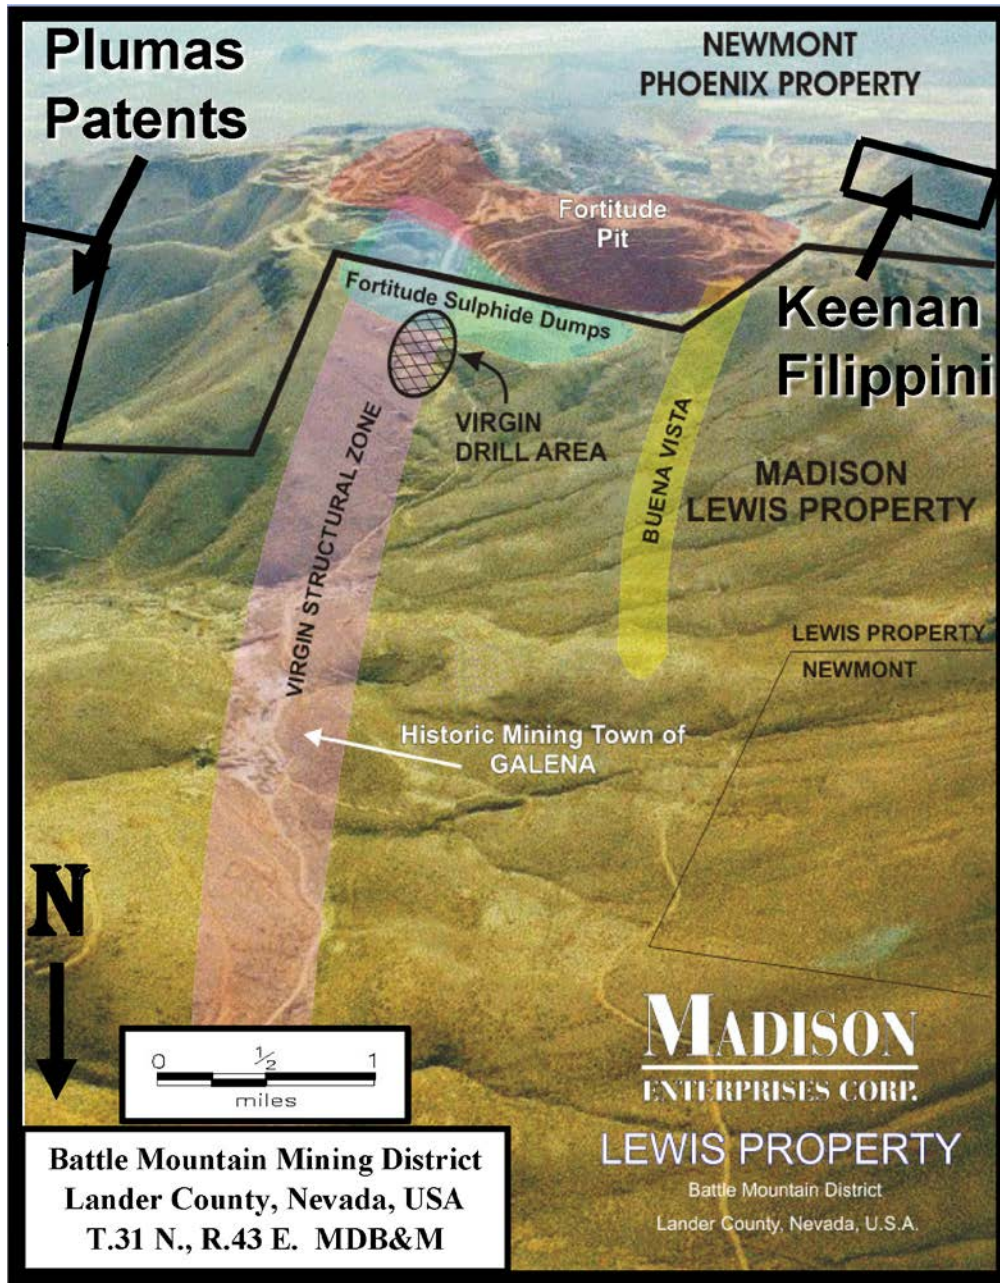 Plumas
Patents
NEWMONT
PHOENIX PROPERTY
Fortitude
Pit
Keenan
Filippini
Fortitude Sulphide Dumps
VIRGIN
DRILL AREA
VIRGIN STRUCTURAL ZONE
BUENA VISTA
MADISON
LEWIS PROPERTY
LEWIS PROPERTY
NEWMONT
Historic Mining Town of
GALENA
N
0 ½ 1
miles
MADISON
ENTERPRISES CORP.
LEWIS PROPERTY
Battle Mountain District
Lander County, Nevada, U.S.A.
Battle Mountain Mining District
Lander County, Nevada, USA
T.31 N., R.43 E. MDB&M